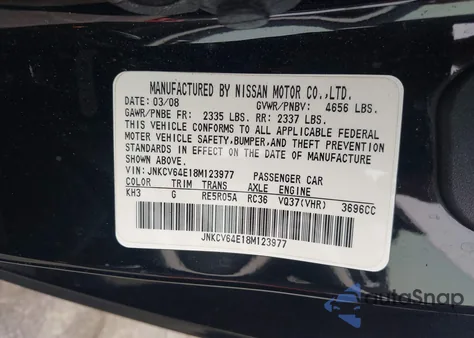 MANUFACTURED BY NISSAN MOTOR CO.,LTD.
DATE: 03/08 GVWR/PNBV: 4656 LBS.
GAWR/PNBE FR: 2335 LBS. RR: 2337 LBS.
THIS VEHICLE CONFORMS TO ALL APPLICABLE FEDERAL
MOTOR VEHICLE SAFETY,BUMPER,AND THEFT PREVENTION
STANDARDS IN EFFECT ON THE DATE OF MANUFACTURE
SHOWN ABOVE.
VIN: JNKCV64E18M123977 PASSENGER CAR
COLOR TRIM TRANS AXLE ENGINE
KH3 G RE5R05A RC36 VQ37(VHR) 3696CC
JNKCV64E18M123977
autoSnap